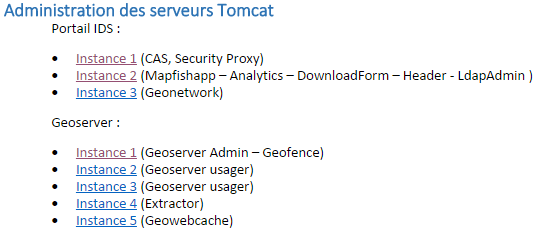 Administration des serveurs Tomcat
Portail IDS :
• Instance 1 (CAS, Security Proxy)
• Instance 2 (Mapfishapp – Analytics – DownloadForm – Header - LdapAdmin )
• Instance 3 (Geonetwork)
Geoserver :
• Instance 1 (Geoserver Admin – Geofence)
• Instance 2 (Geoserver usager)
• Instance 3 (Geoserver usager)
• Instance 4 (Extractor)
• Instance 5 (Geowebcache)